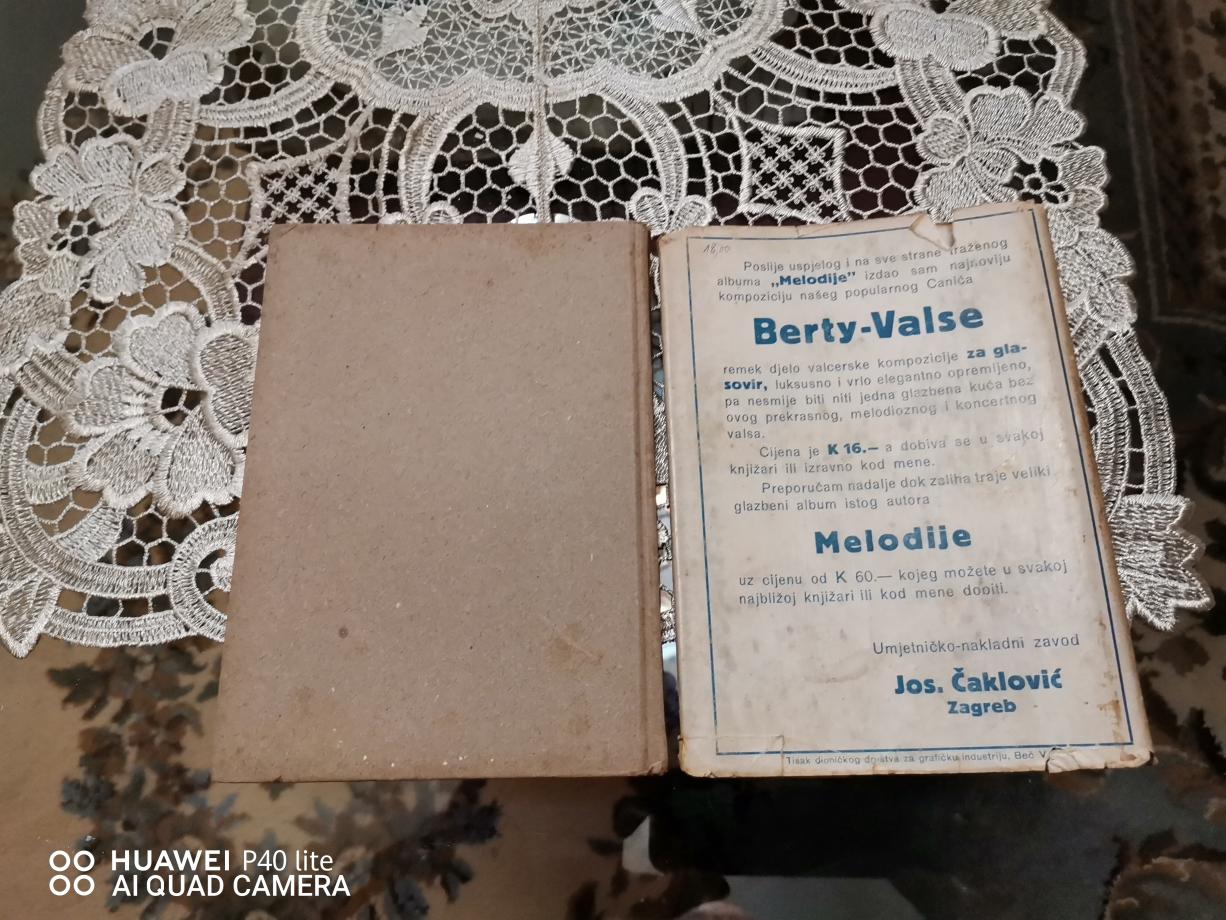 18,00
Poslije uspjelog i na sve strane traženog
albuma „Melodije” izdao sam najnoviju
kompoziciju našeg popularnog Canića
Berty-Valse
remek djelo valcerske kompozicije za gla-
sovir, luksusno i vrlo elegantno opremljeno,
pa nesmije biti niti jedna glazbena kuća bez
ovog prekrasnog, melodioznog i koncertnog
valsa.
Cijena je K 16.— a dobiva se u svakoj
knjižari ili izravno kod mene.
Preporučam nadalje dok zaliha traje veliki
glazbeni album istog autora
Melodije
uz cijenu od K 60.— kojeg možete u svakoj
najbližoj knjižari ili kod mene dobiti.
Umjetničko-nakladni zavod
Jos. Čaklović
Zagreb
Tisak dioničkog društva za grafičku industriju, Beč V
HUAWEI P40 lite
AI QUAD CAMERA